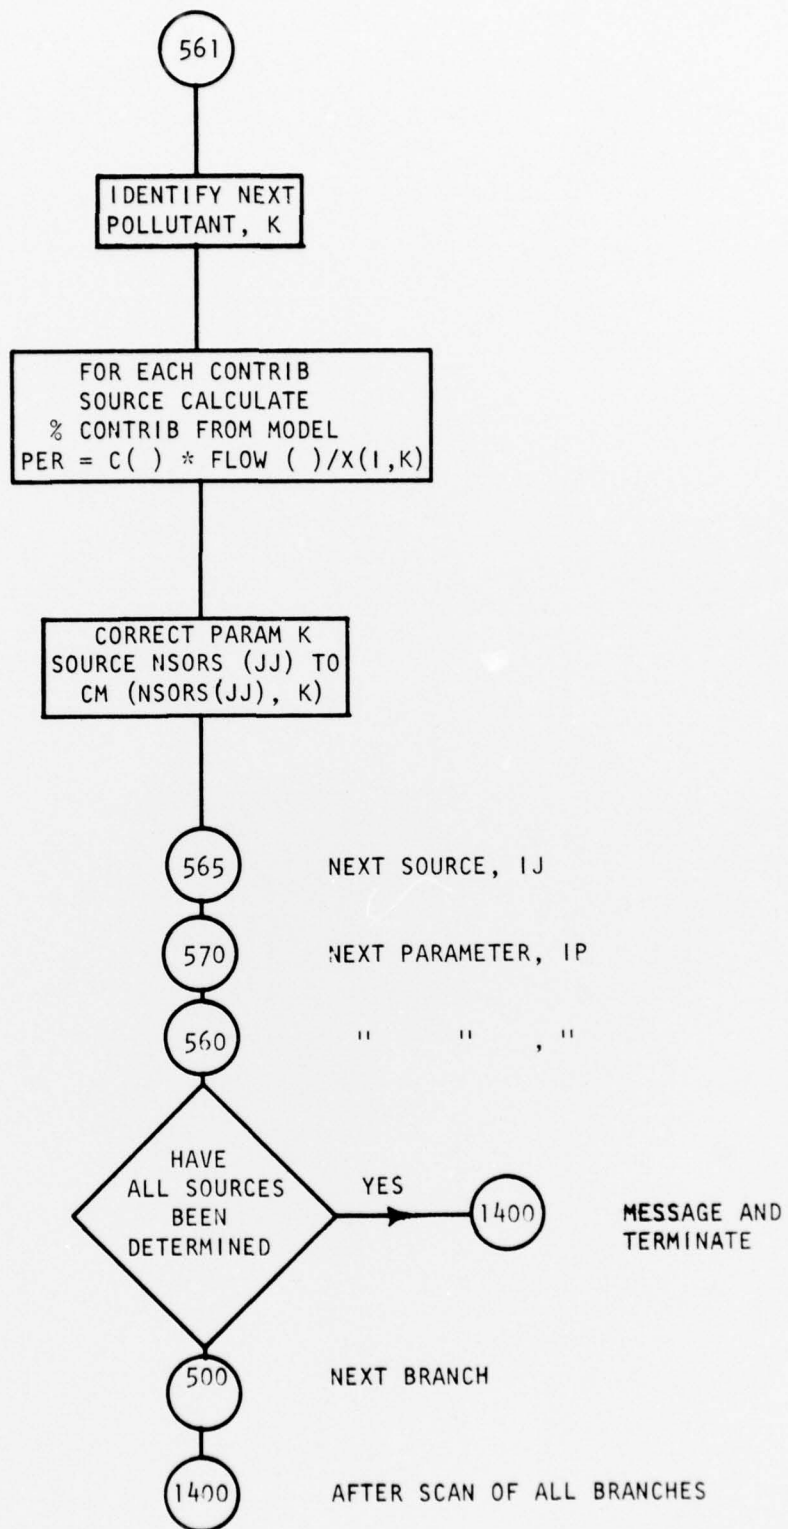 561
IDENTIFY NEXT
POLLUTANT, K
FOR EACH CONTRIB
SOURCE CALCULATE
% CONTRIB FROM MODEL
PER = C( ) * FLOW ( )/X(I,K)
CORRECT PARAM K
SOURCE NSORS (JJ) TO
CM (NSORS(JJ), K)
565 NEXT SOURCE, IJ
570 NEXT PARAMETER, IP
560 " " , "
HAVE
ALL SOURCES
BEEN
DETERMINED
YES
1400 MESSAGE AND
TERMINATE
500 NEXT BRANCH
1400 AFTER SCAN OF ALL BRANCHES